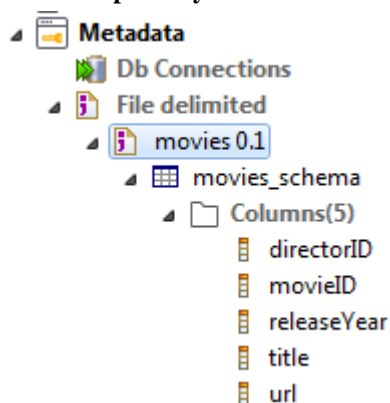 Metadata
Db Connections
File delimited
movies 0.1
movies_schema
Columns(5)
directorID
movieID
releaseYear
title
url